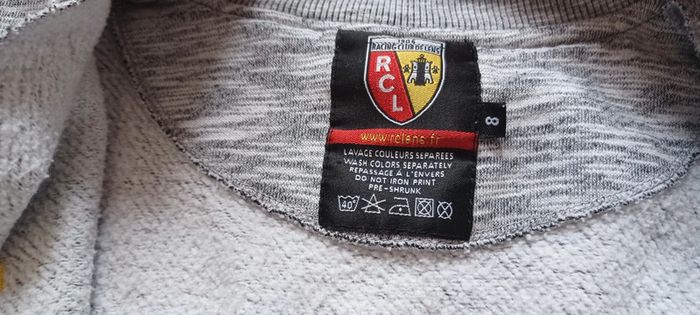 1906
RACING CLUB DE LENS
RCL
www.rclens.fr
8
LAVAGE COULEURS SEPAREES
WASH COLORS SEPARATELY
REPASSAGE À L'ENVERS
DO NOT IRON PRINT
PRE-SHRUNK
40°